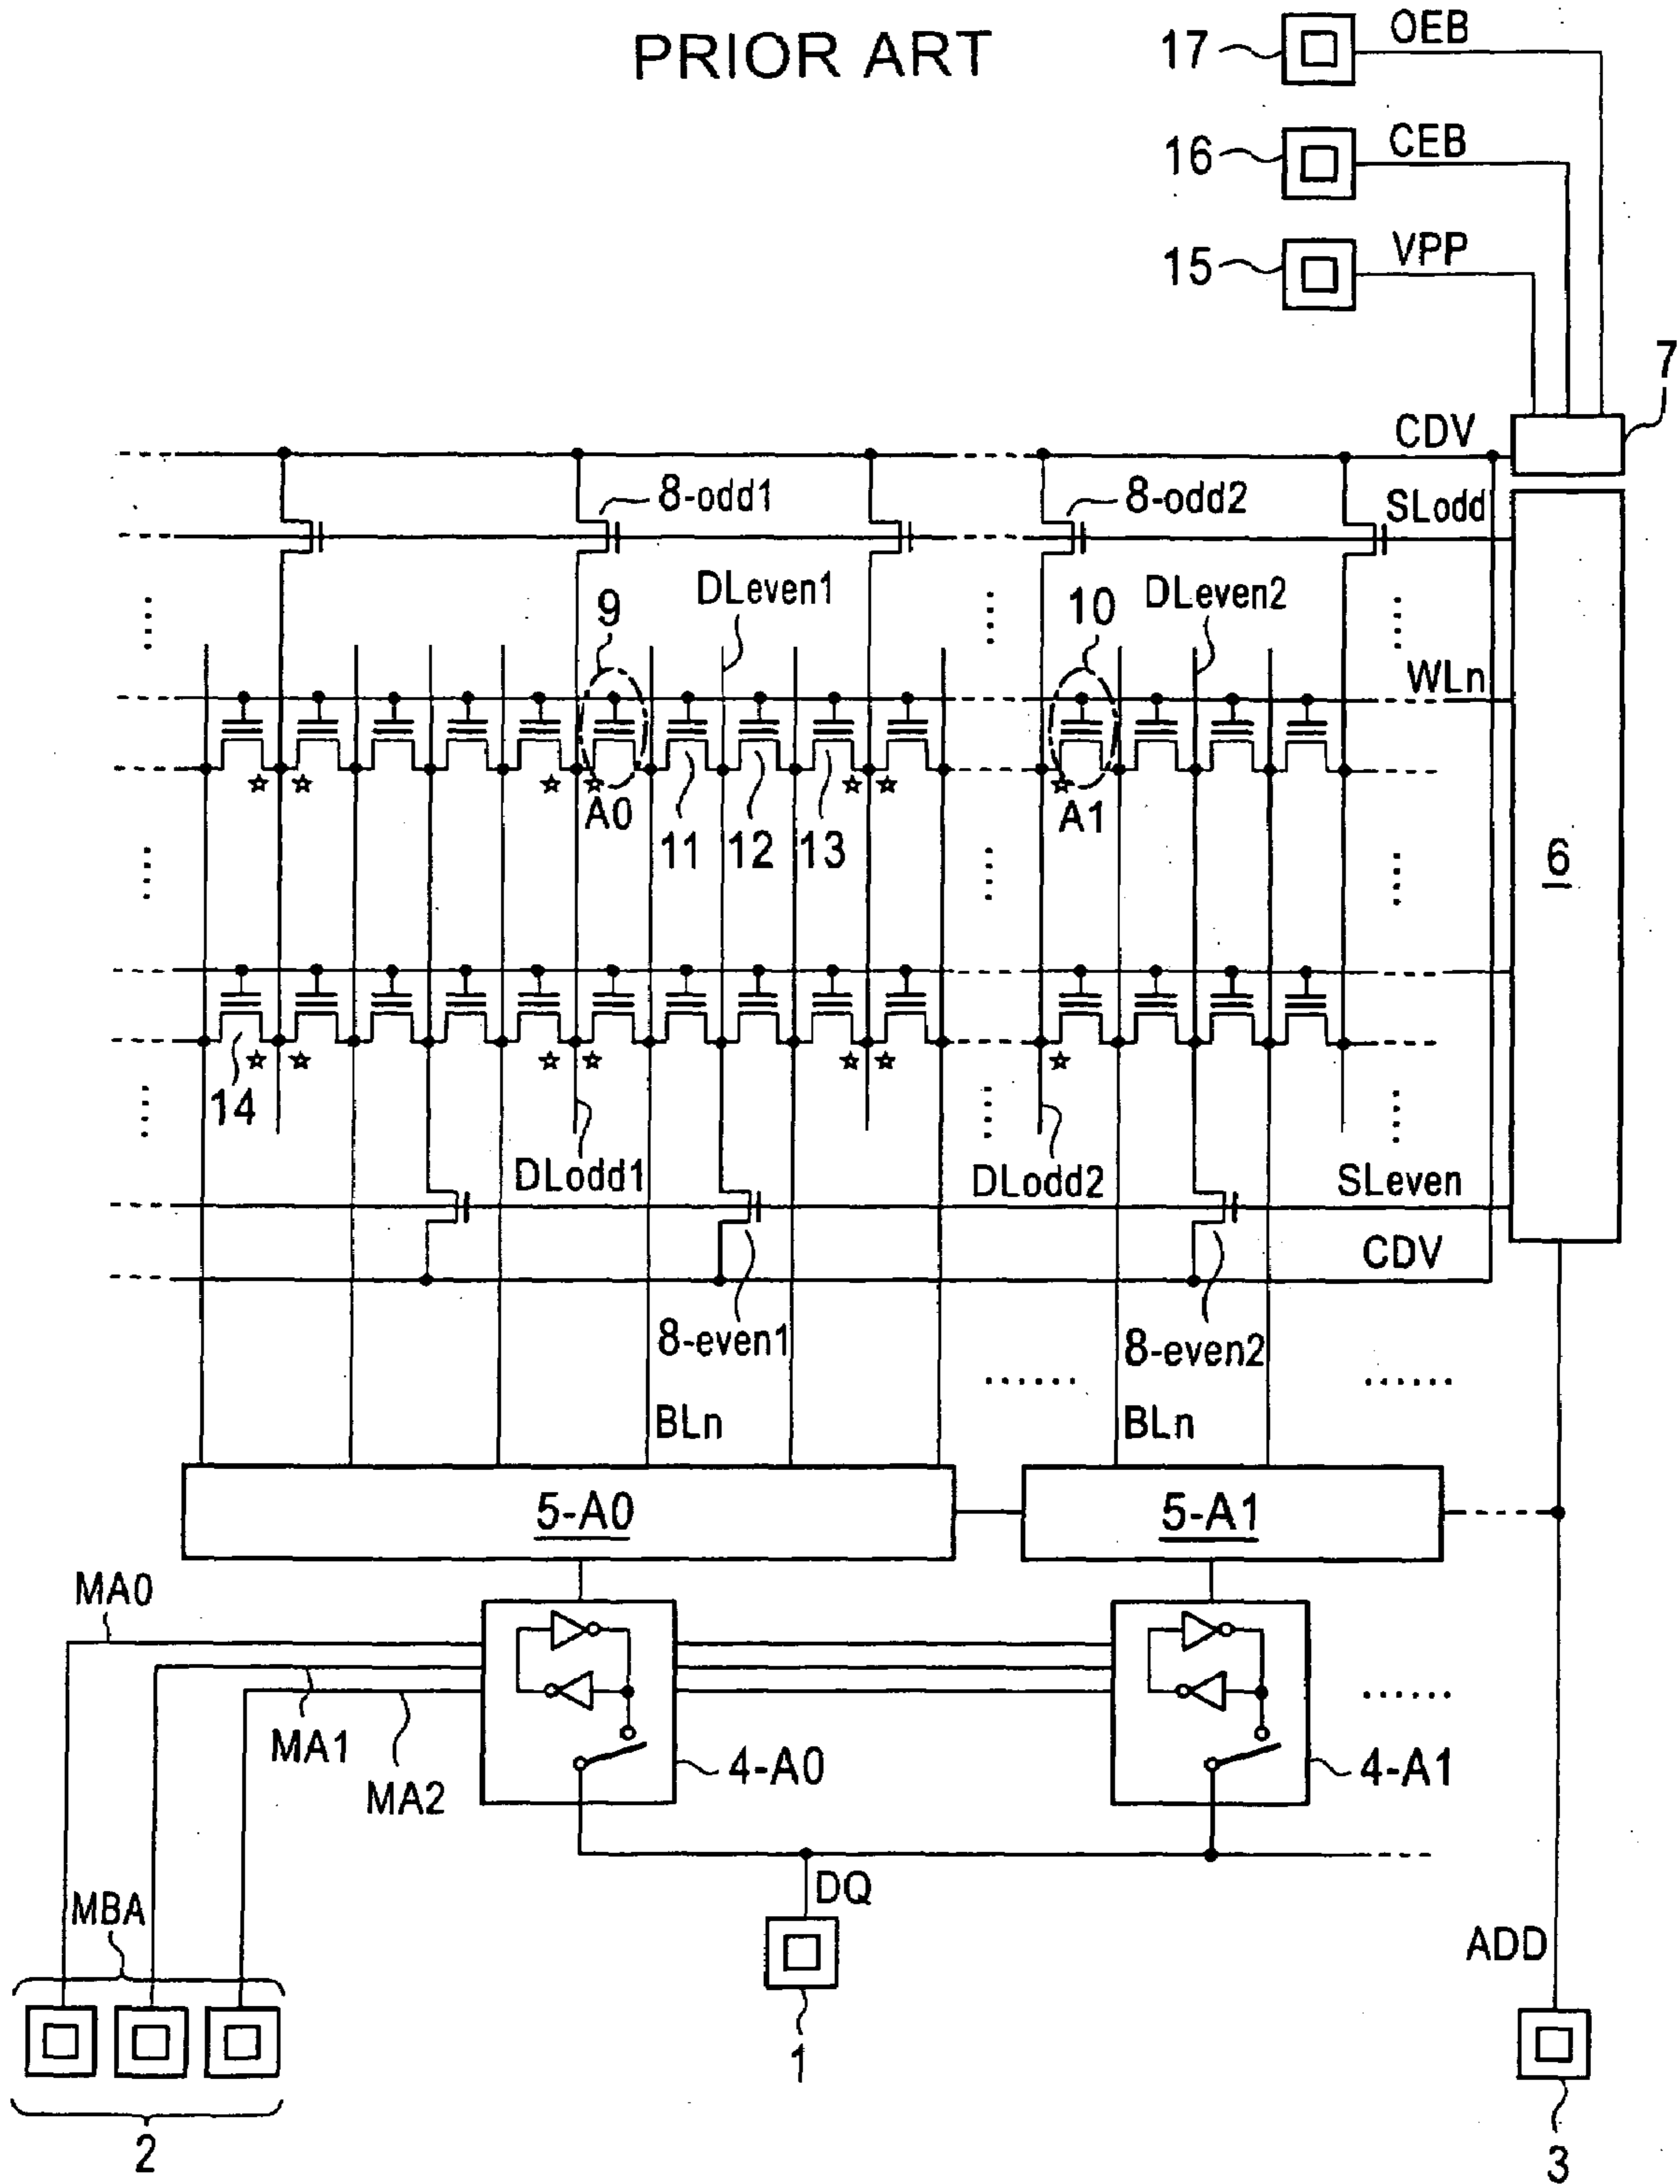 PRIOR ART
17 OEB
16 CEB
15 VPP
7
CDV
8-odd1 8-odd2 SLodd
9 DLeven1 10 DLeven2
WLn
☆ ☆ ☆ ☆ ☆ ☆ ☆
A0 11 12 13 A1
6
☆ ☆ ☆ ☆ ☆ ☆ ☆
14
DLodd1 DLodd2 SLeven
CDV
8-even1 8-even2
BLn BLn
5-A0 5-A1
MA0
MA1
MA2 4-A0 4-A1
DQ
MBA
ADD
1
2
3